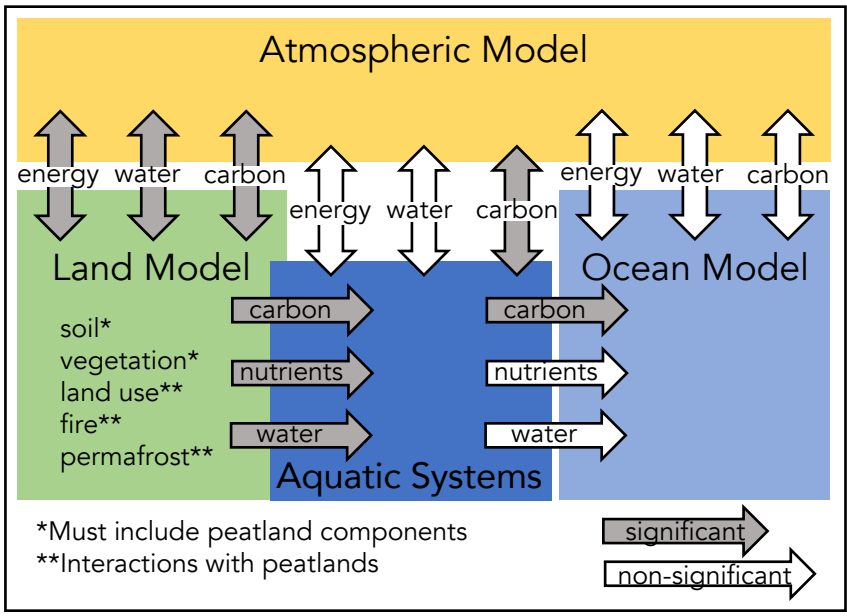 Atmospheric Model
energy water carbon
energy water carbon
energy water carbon
Land Model
Ocean Model
soil*
vegetation*
land use**
fire**
permafrost**
carbon
nutrients
water
carbon
nutrients
water
Aquatic Systems
*Must include peatland components
**Interactions with peatlands
significant
non-significant